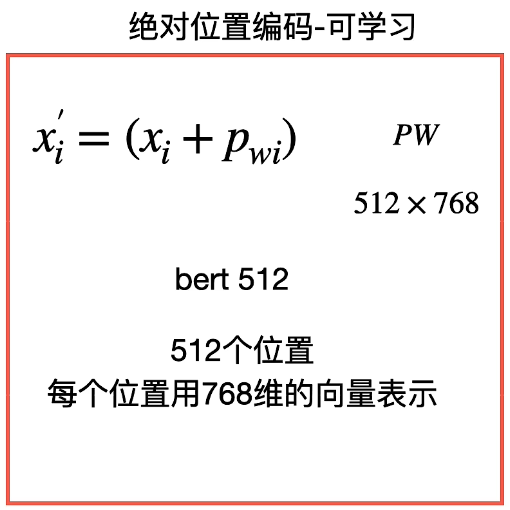 绝对位置编码-可学习
x_i' = (x_i + p_{wi})
PW
512 × 768
bert 512
512个位置
每个位置用768维的向量表示